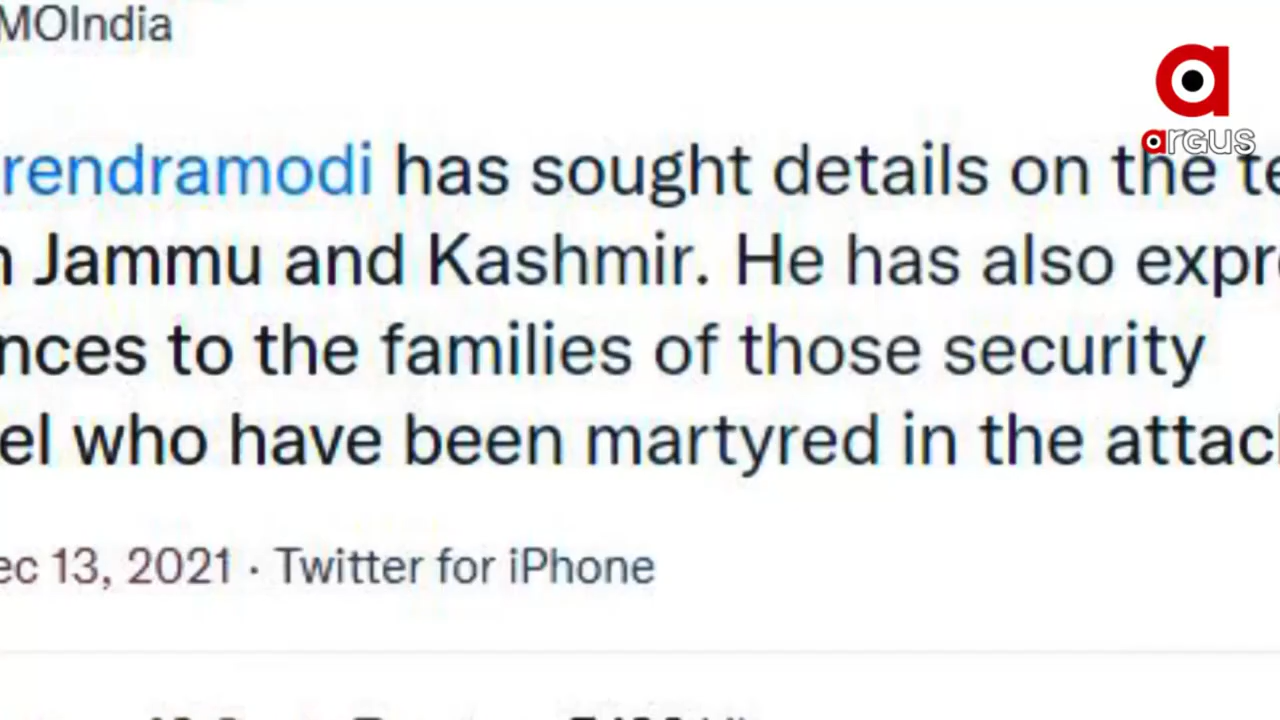 MOIndia
argus
rendramodi has sought details on the te
n Jammu and Kashmir. He has also expre
nces to the families of those security
el who have been martyred in the attack
ec 13, 2021 · Twitter for iPhone